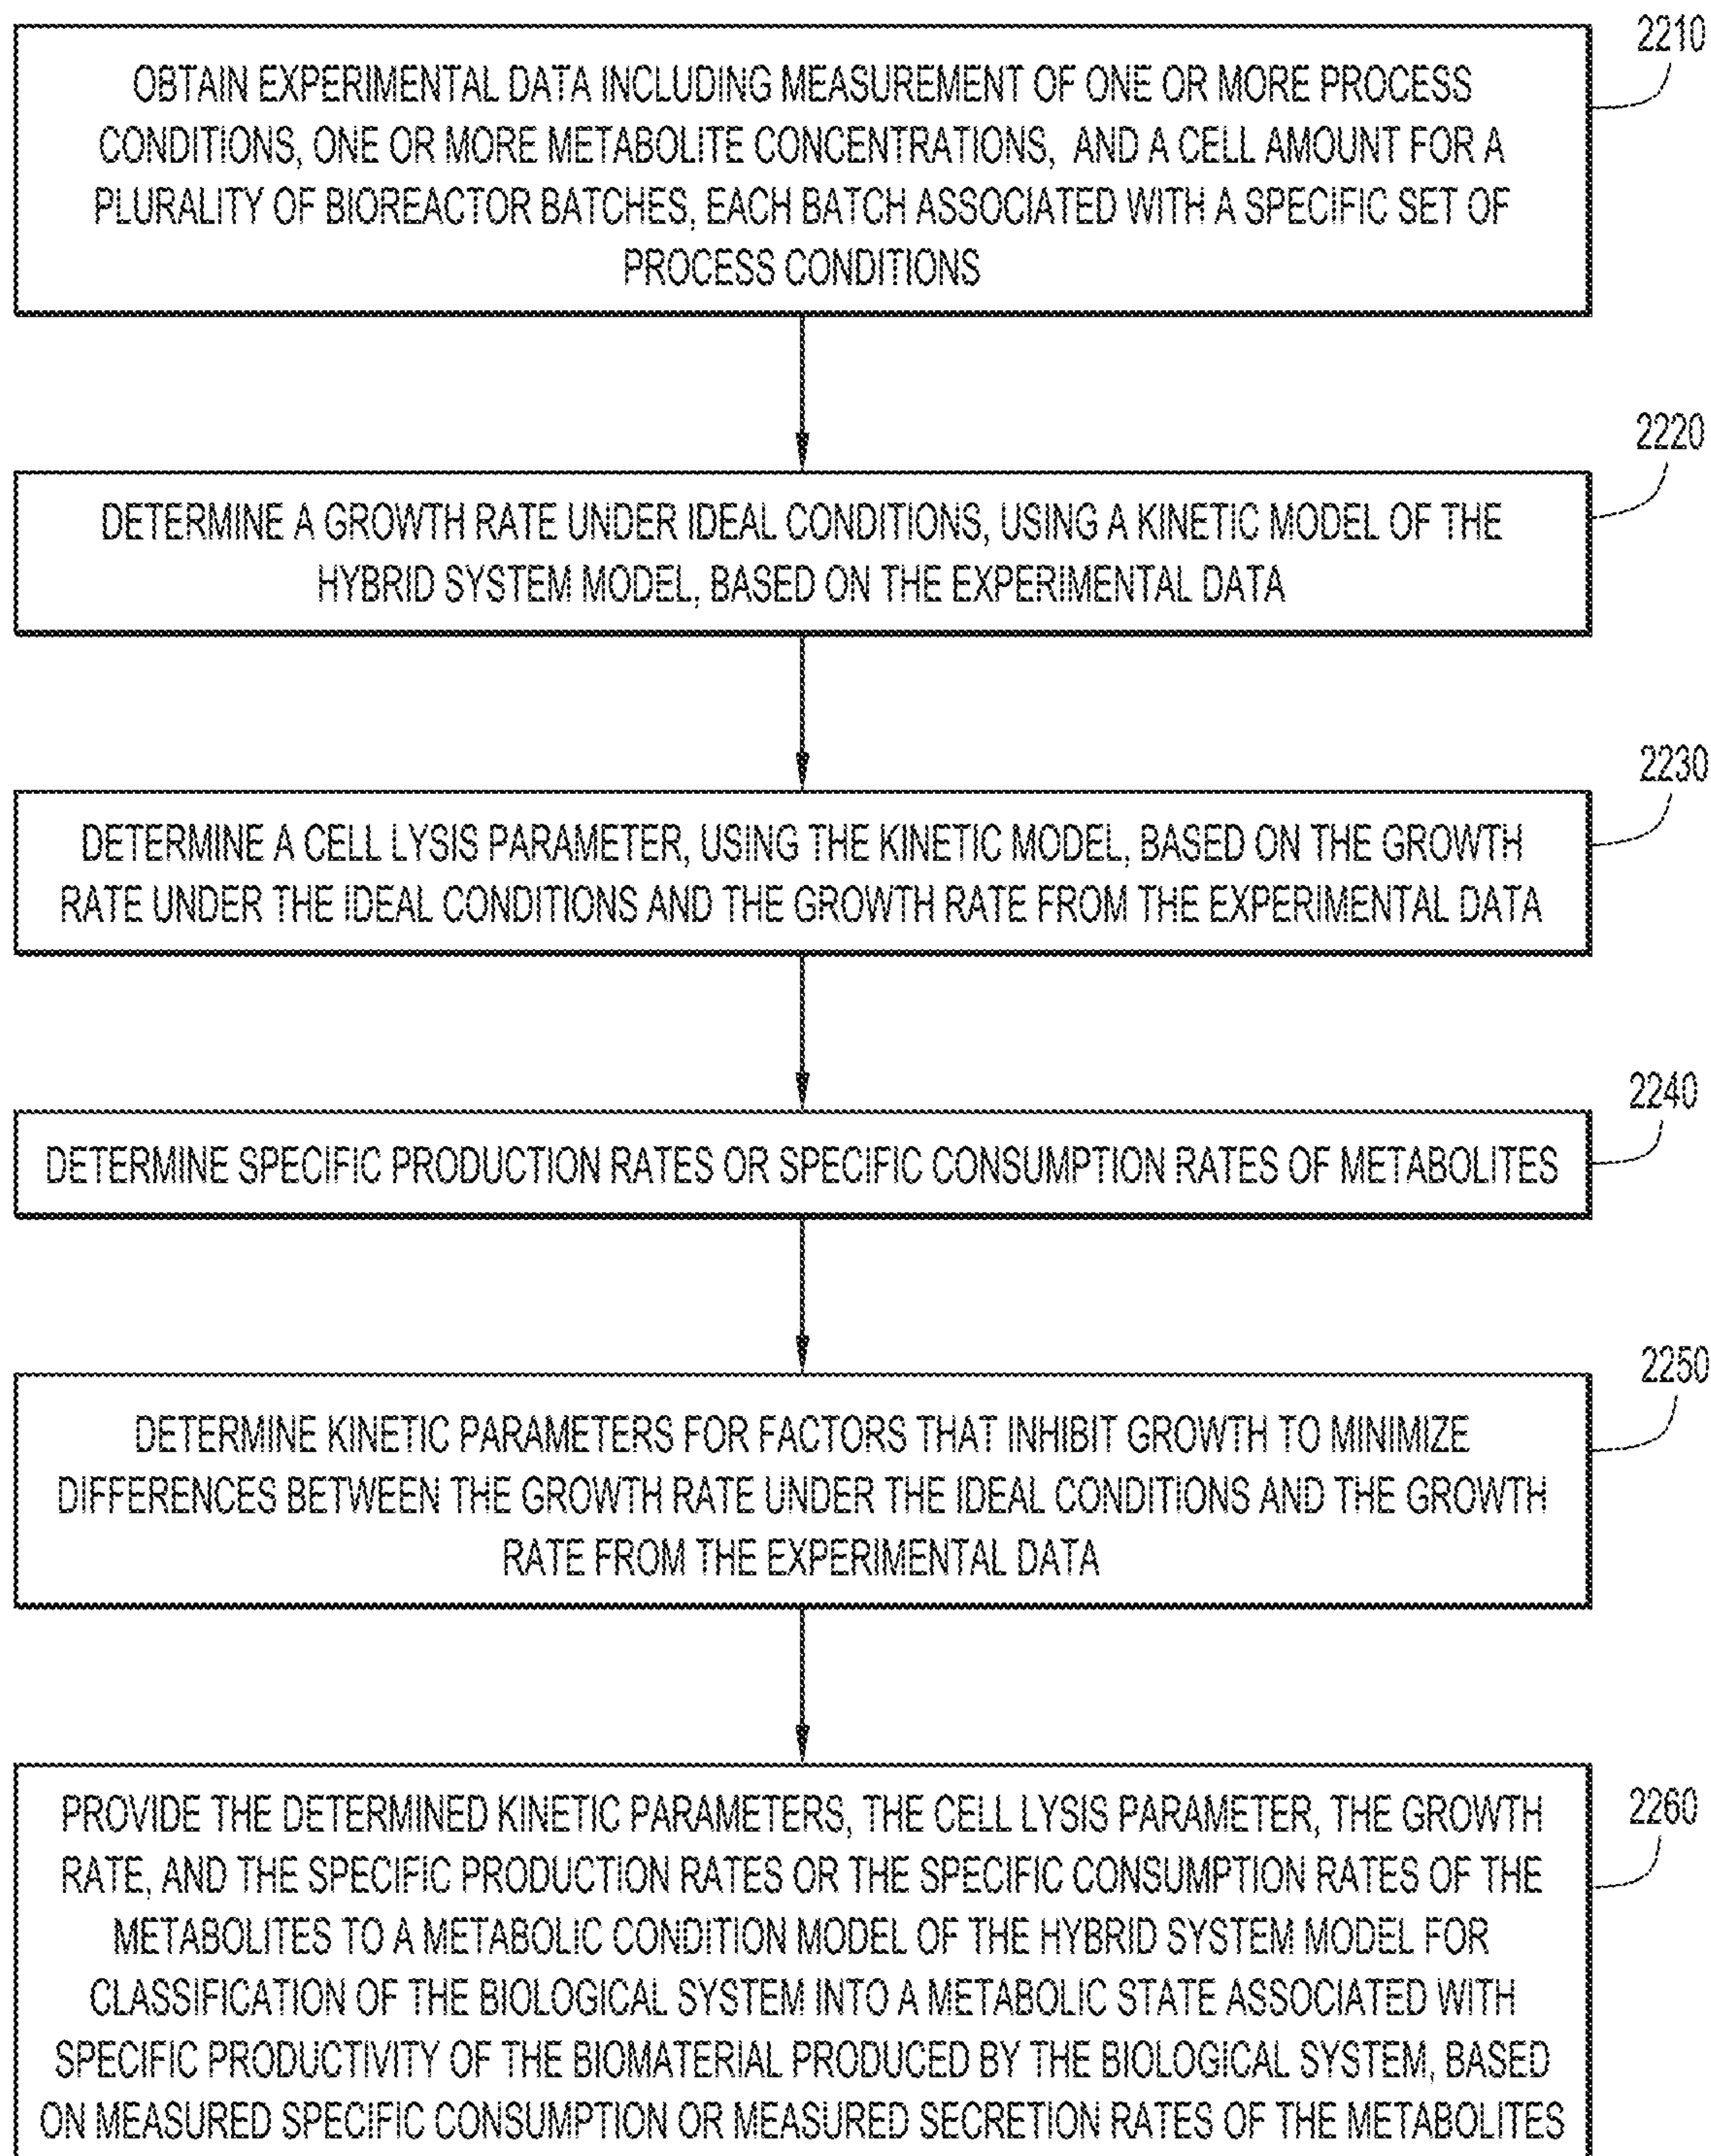 2210
OBTAIN EXPERIMENTAL DATA INCLUDING MEASUREMENT OF ONE OR MORE PROCESS
CONDITIONS, ONE OR MORE METABOLITE CONCENTRATIONS, AND A CELL AMOUNT FOR A
PLURALITY OF BIOREACTOR BATCHES, EACH BATCH ASSOCIATED WITH A SPECIFIC SET OF
PROCESS CONDITIONS
2220
DETERMINE A GROWTH RATE UNDER IDEAL CONDITIONS, USING A KINETIC MODEL OF THE
HYBRID SYSTEM MODEL, BASED ON THE EXPERIMENTAL DATA
2230
DETERMINE A CELL LYSIS PARAMETER, USING THE KINETIC MODEL, BASED ON THE GROWTH
RATE UNDER THE IDEAL CONDITIONS AND THE GROWTH RATE FROM THE EXPERIMENTAL DATA
2240
DETERMINE SPECIFIC PRODUCTION RATES OR SPECIFIC CONSUMPTION RATES OF METABOLITES
2250
DETERMINE KINETIC PARAMETERS FOR FACTORS THAT INHIBIT GROWTH TO MINIMIZE
DIFFERENCES BETWEEN THE GROWTH RATE UNDER THE IDEAL CONDITIONS AND THE GROWTH
RATE FROM THE EXPERIMENTAL DATA
2260
PROVIDE THE DETERMINED KINETIC PARAMETERS, THE CELL LYSIS PARAMETER, THE GROWTH
RATE, AND THE SPECIFIC PRODUCTION RATES OR THE SPECIFIC CONSUMPTION RATES OF THE
METABOLITES TO A METABOLIC CONDITION MODEL OF THE HYBRID SYSTEM MODEL FOR
CLASSIFICATION OF THE BIOLOGICAL SYSTEM INTO A METABOLIC STATE ASSOCIATED WITH
SPECIFIC PRODUCTIVITY OF THE BIOMATERIAL PRODUCED BY THE BIOLOGICAL SYSTEM, BASED
ON MEASURED SPECIFIC CONSUMPTION OR MEASURED SECRETION RATES OF THE METABOLITES